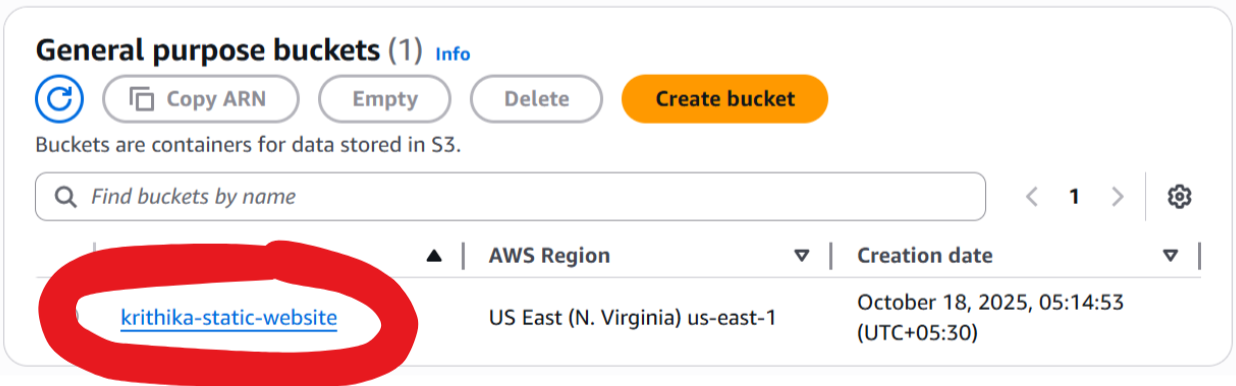 General purpose buckets (1) Info
Copy ARN Empty Delete Create bucket
Buckets are containers for data stored in S3.
Find buckets by name 1
AWS Region Creation date
krithika-static-website US East (N. Virginia) us-east-1 October 18, 2025, 05:14:53
(UTC+05:30)